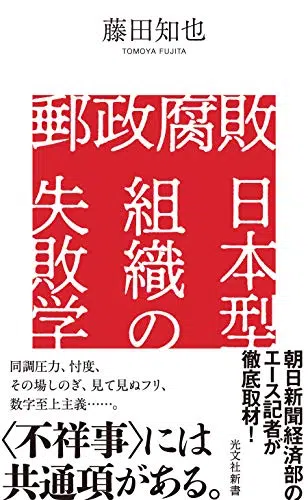 藤田知也
TOMOYA FUJITA
郵政腐敗
日本型
組織の
失敗学
朝日新聞経済部の
エース記者が
徹底取材!
同調圧力、忖度、
その場しのぎ、見て見ぬフリ、
数字至上主義……。
〈不祥事〉には
共通項がある。
光文社新書